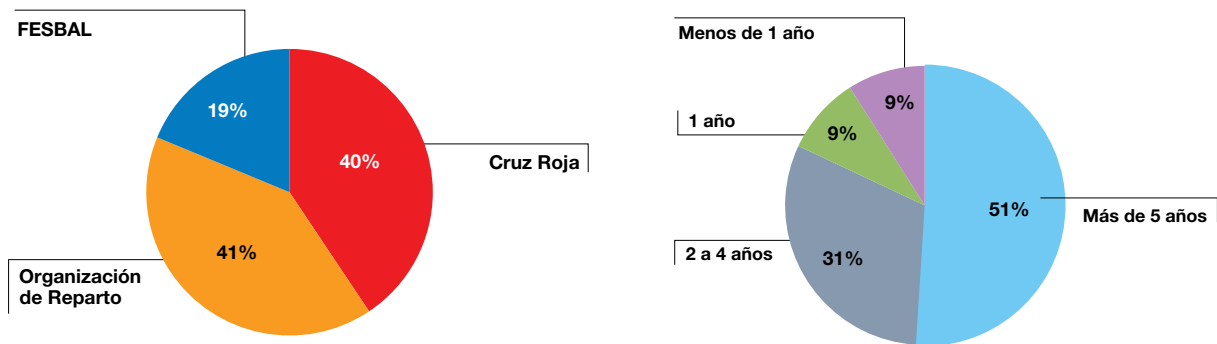 FESBAL
19%
40%
Cruz Roja
41%
Organización
de Reparto
Menos de 1 año
9%
1 año
9%
51%
Más de 5 años
2 a 4 años
31%